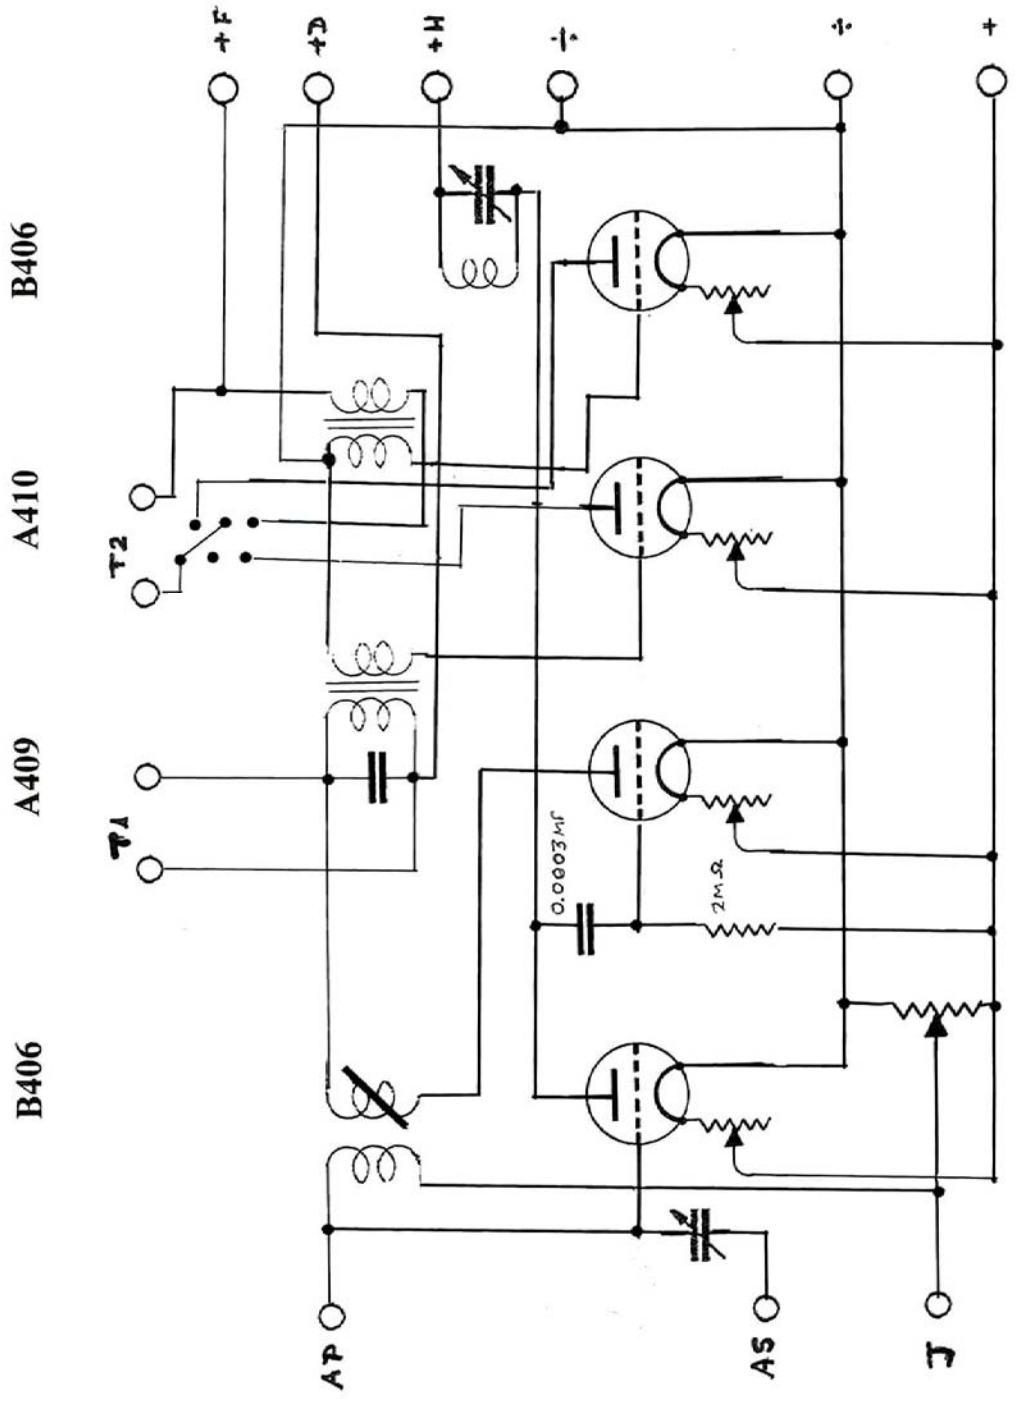 B406
A409
A410
B406
T1
T2
+F
+D
+H
÷
÷
+
0.0003MF
2MΩ
AP
AS
J